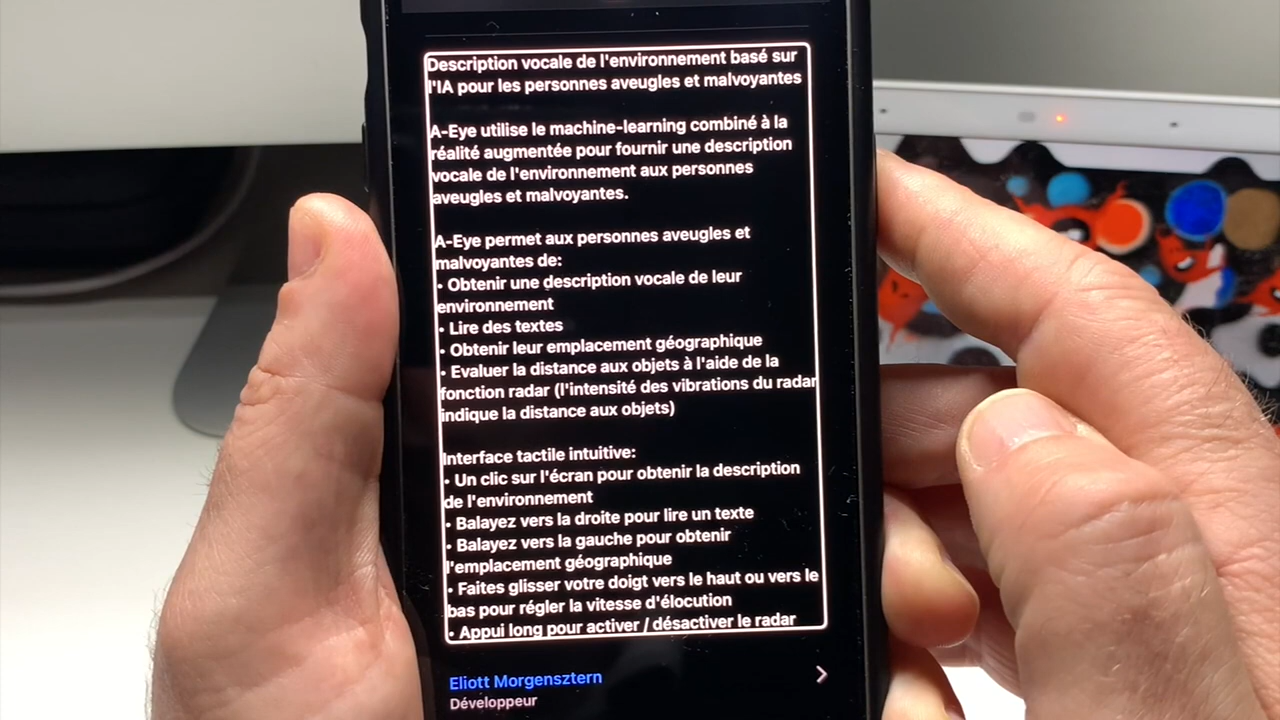 Description vocale de l'environnement basé sur
l'IA pour les personnes aveugles et malvoyantes
A-Eye utilise le machine-learning combiné à la
réalité augmentée pour fournir une description
vocale de l'environnement aux personnes
aveugles et malvoyantes.
A-Eye permet aux personnes aveugles et
malvoyantes de:
• Obtenir une description vocale de leur
environnement
• Lire des textes
• Obtenir leur emplacement géographique
• Evaluer la distance aux objets à l'aide de la
fonction radar (l'intensité des vibrations du radar
indique la distance aux objets)
Interface tactile intuitive:
• Un clic sur l'écran pour obtenir la description
de l'environnement
• Balayez vers la droite pour lire un texte
• Balayez vers la gauche pour obtenir
l'emplacement géographique
• Faites glisser votre doigt vers le haut ou vers le
bas pour régler la vitesse d'élocution
• Appui long pour activer / désactiver le radar
Eliott Morgensztern
Développeur